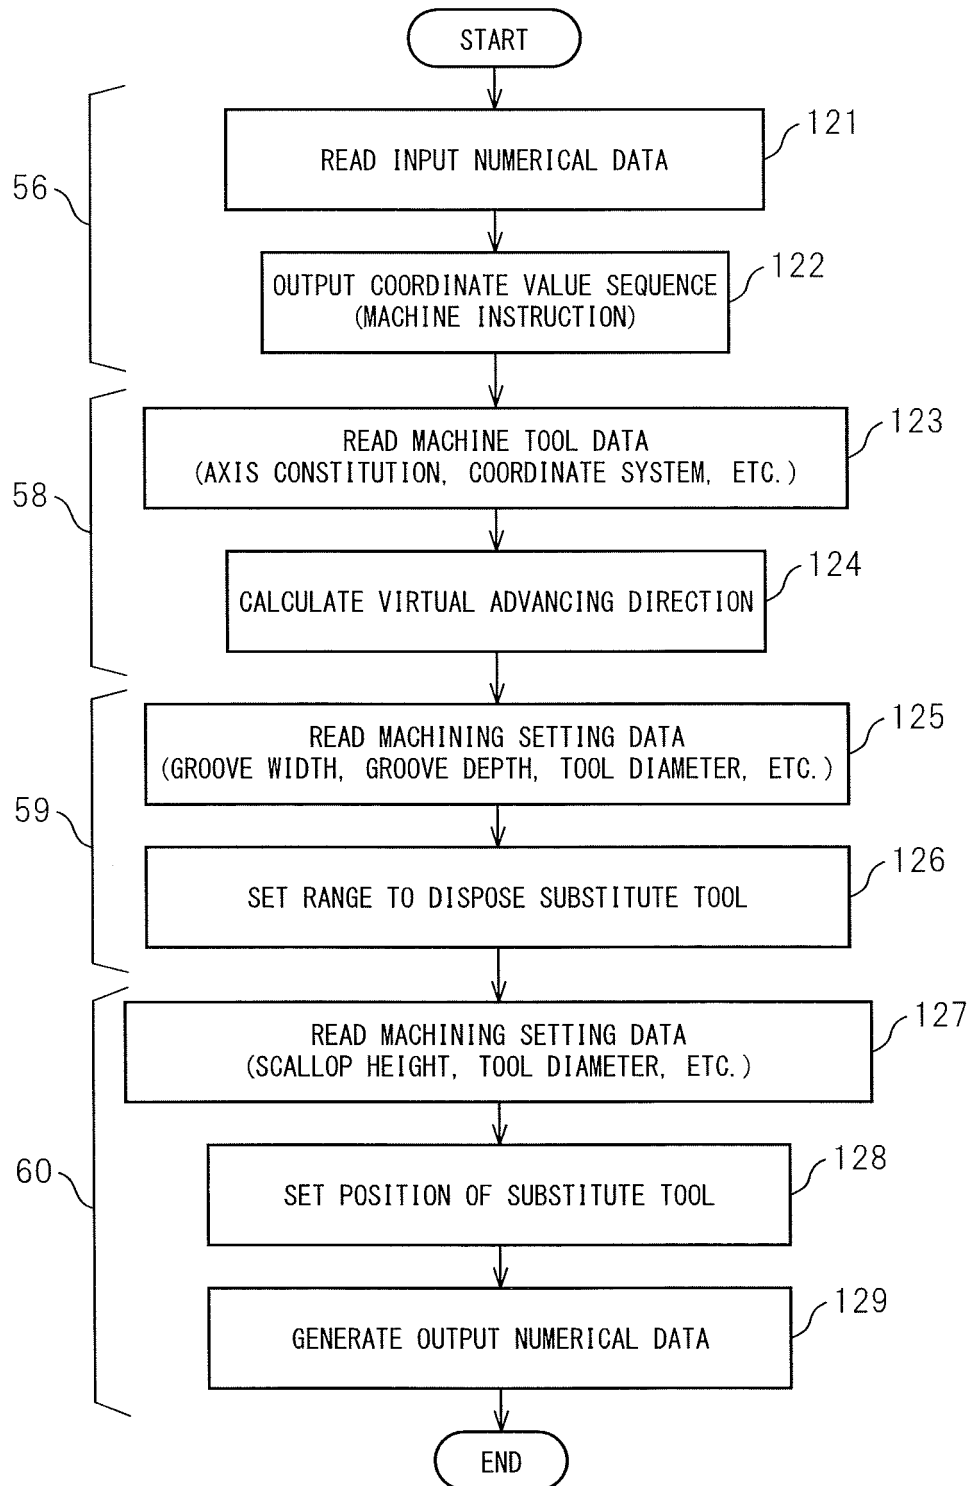 START
121
READ INPUT NUMERICAL DATA
56
122
OUTPUT COORDINATE VALUE SEQUENCE
(MACHINE INSTRUCTION)
123
READ MACHINE TOOL DATA
(AXIS CONSTITUTION, COORDINATE SYSTEM, ETC.)
58
124
CALCULATE VIRTUAL ADVANCING DIRECTION
125
READ MACHINING SETTING DATA
(GROOVE WIDTH, GROOVE DEPTH, TOOL DIAMETER, ETC.)
59
126
SET RANGE TO DISPOSE SUBSTITUTE TOOL
127
READ MACHINING SETTING DATA
(SCALLOP HEIGHT, TOOL DIAMETER, ETC.)
60
128
SET POSITION OF SUBSTITUTE TOOL
129
GENERATE OUTPUT NUMERICAL DATA
END